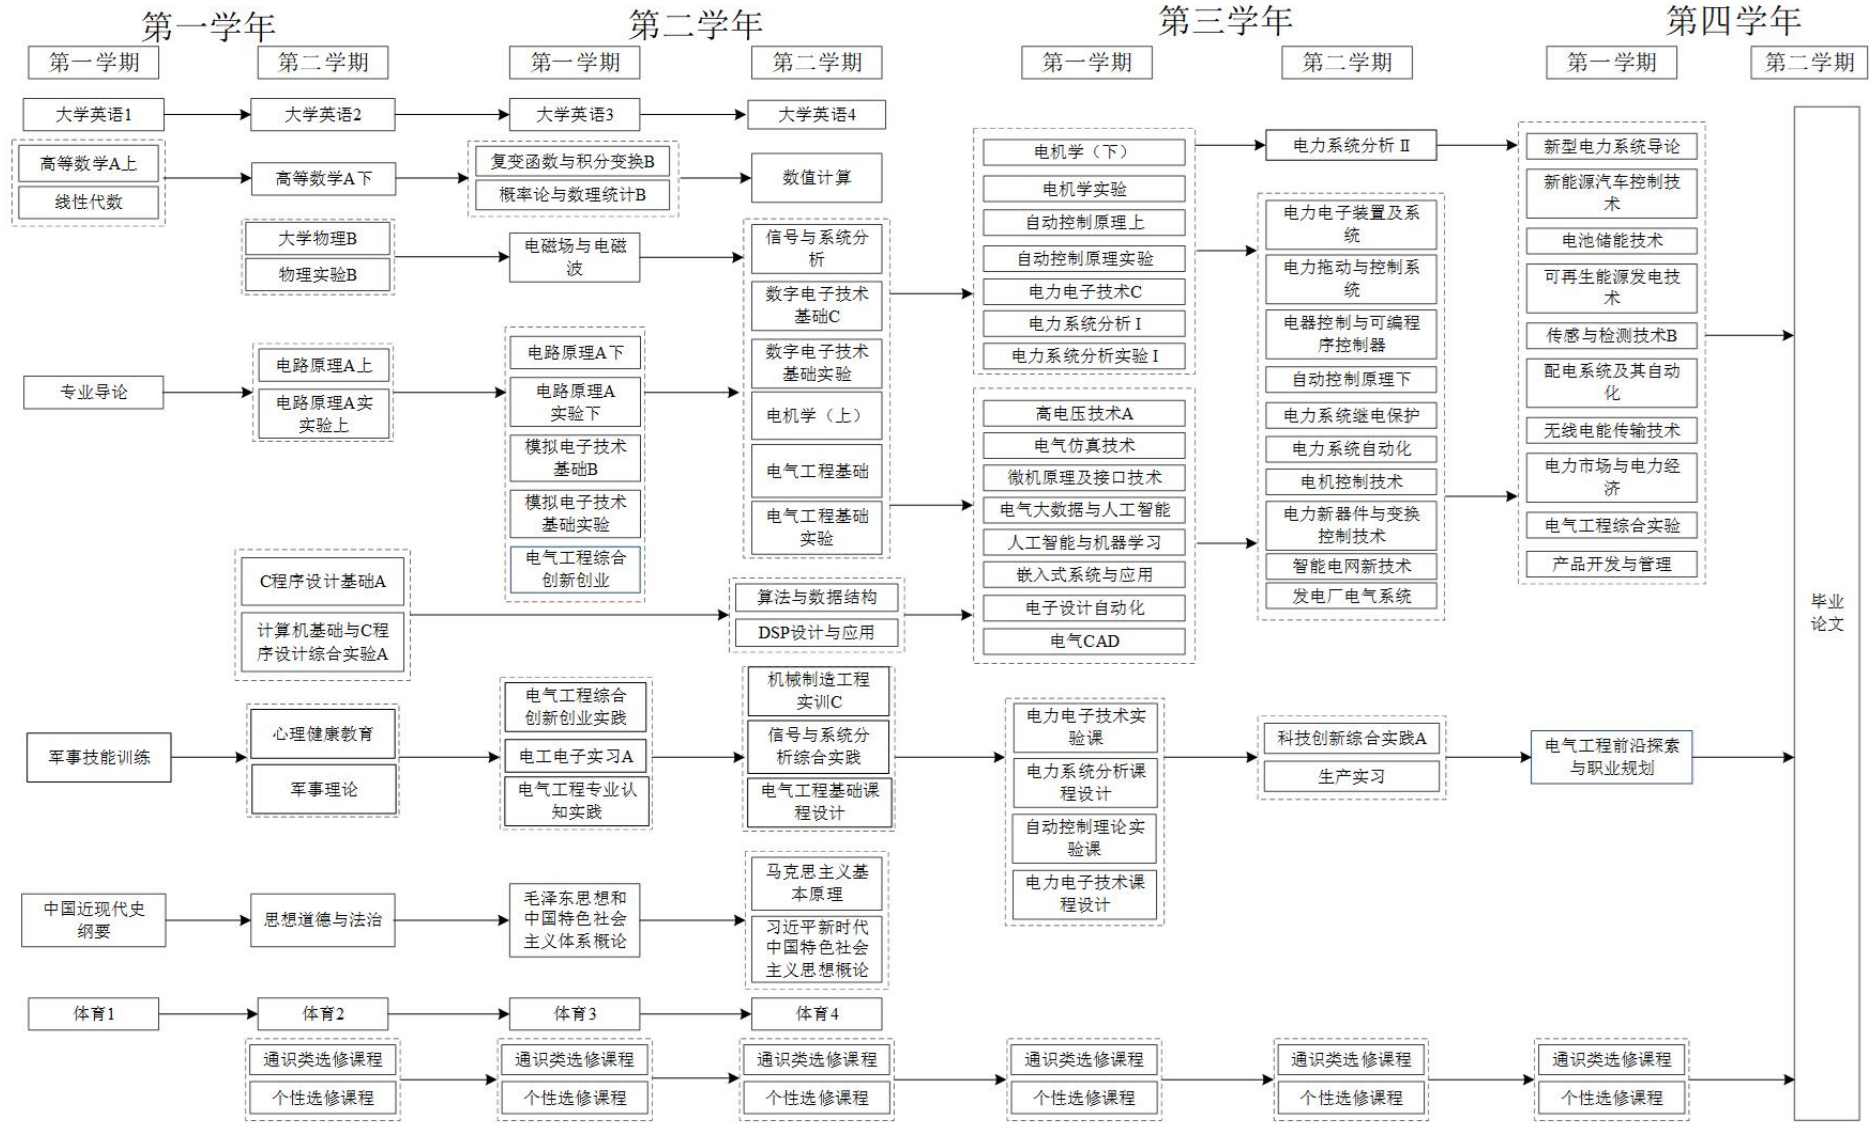 第一学年
第二学年
第三学年
第四学年
第一学期
第二学期
第一学期
第二学期
第一学期
第二学期
第一学期
第二学期
大学英语1
大学英语2
大学英语3
大学英语4
高等数学A上
线性代数
高等数学A下
复变函数与积分变换B
概率论与数理统计B
数值计算
大学物理B
物理实验B
电磁场与电磁
波
信号与系统分
析
数字电子技术
基础C
数字电子技术
基础实验
电机学（上）
电气工程基础
电气工程基础
实验
专业导论
电路原理A上
电路原理A实
实验上
电路原理A下
电路原理A
实验下
模拟电子技术
基础B
模拟电子技术
基础实验
电气工程综合
创新创业
C程序设计基础A
计算机基础与C程
序设计综合实验A
算法与数据结构
DSP设计与应用
电机学（下）
电机学实验
自动控制原理上
自动控制原理实验
电力电子技术C
电力系统分析Ⅰ
电力系统分析实验Ⅰ
高电压技术A
电气仿真技术
微机原理及接口技术
电气大数据与人工智能
人工智能与机器学习
嵌入式系统与应用
电子设计自动化
电气CAD
电力系统分析Ⅱ
电力电子装置及系
统
电力拖动与控制系
统
电器控制与可编程
序控制器
自动控制原理下
电力系统继电保护
电力系统自动化
电机控制技术
电力新器件与变换
控制技术
智能电网新技术
发电厂电气系统
新型电力系统导论
新能源汽车控制技
术
电池储能技术
可再生能源发电技
术
传感与检测技术B
配电系统及其自动
化
无线电能传输技术
电力市场与电力经
济
电气工程综合实验
产品开发与管理
毕业
论文
军事技能训练
心理健康教育
军事理论
电气工程综合
创新创业实践
电工电子实习A
电气工程专业认
知实践
机械制造工程
实训C
信号与系统分
析综合实践
电气工程基础课
程设计
电力电子技术实
验课
电力系统分析课
程设计
自动控制理论实
验课
电力电子技术课
程设计
科技创新综合实践A
生产实习
电气工程前沿探索
与职业规划
中国近现代史
纲要
思想道德与法治
毛泽东思想和
中国特色社会
主义体系概论
马克思主义基
本原理
习近平新时代
中国特色社会
主义思想概论
体育1
体育2
体育3
体育4
通识类选修课程
个性选修课程
通识类选修课程
个性选修课程
通识类选修课程
个性选修课程
通识类选修课程
个性选修课程
通识类选修课程
个性选修课程
通识类选修课程
个性选修课程